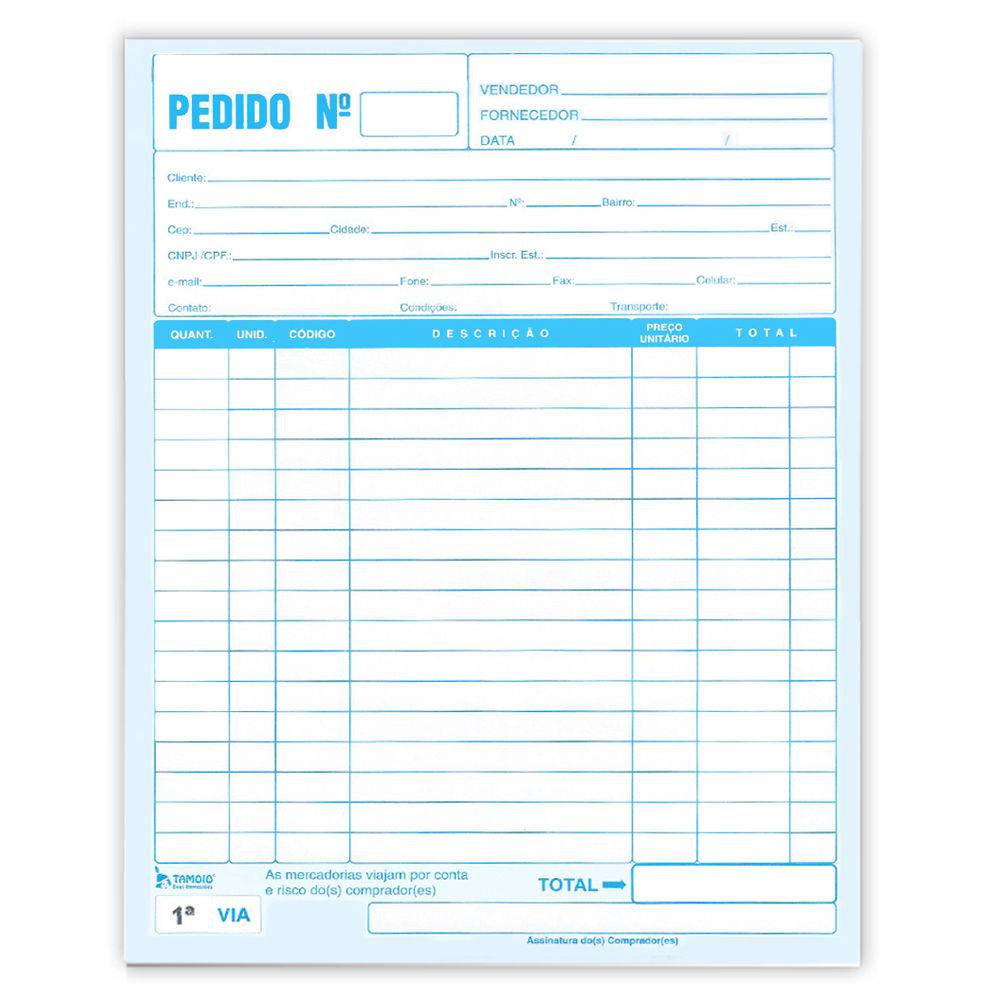 PEDIDO Nº
VENDEDOR
FORNECEDOR
DATA / /
Cliente:
End.: Nº: Bairro:
Cep: Cidade: Est.:
CNPJ /CPF.: Inscr. Est.:
e-mail: Fone: Fax: Celular:
Contato: Condições: Transporte:
QUANT. UNID. CÓDIGO DESCRIÇÃO PREÇO UNITÁRIO TOTAL
TAMOIO®
Boas Impressões
As mercadorias viajam por conta
e risco do(s) comprador(es)
TOTAL
1ª VIA
Assinatura do(s) Comprador(es)